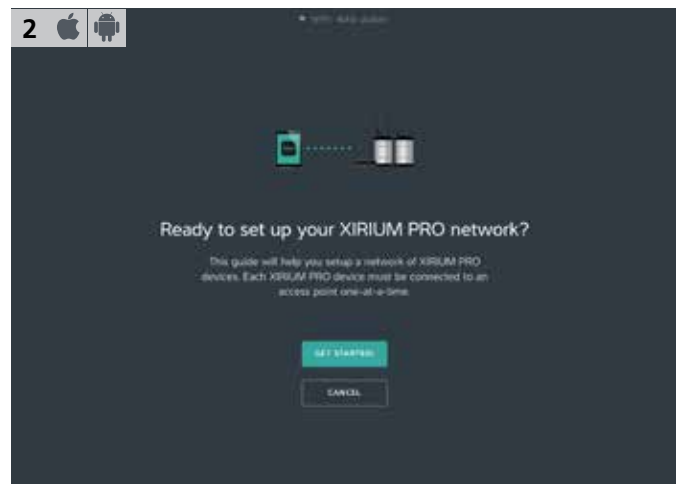 2
Ready to set up your XIRIUM PRO network?
This guide will help you setup a network of XIRIUM PRO
devices. Each XIRIUM PRO device must be connected to an
access point one-at-a-time.
GET STARTED
CANCEL